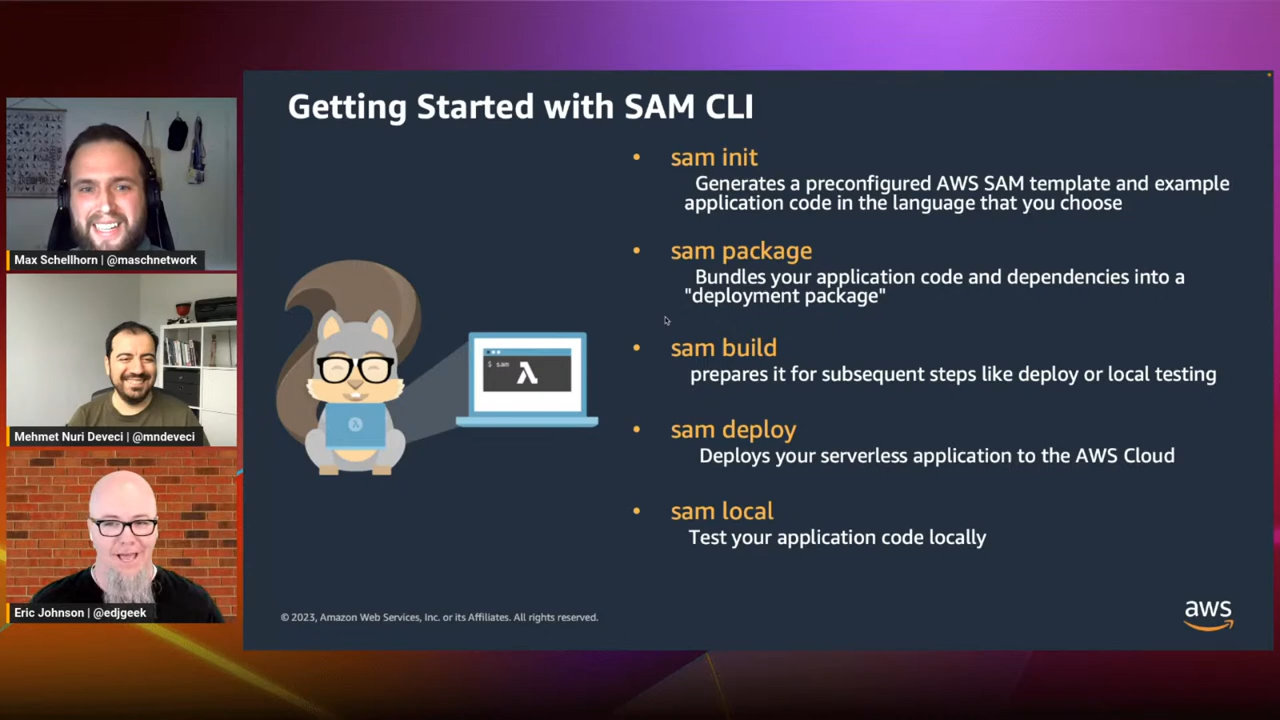 Getting Started with SAM CLI
• sam init
Generates a preconfigured AWS SAM template and example
application code in the language that you choose
• sam package
Bundles your application code and dependencies into a
"deployment package"
• sam build
prepares it for subsequent steps like deploy or local testing
• sam deploy
Deploys your serverless application to the AWS Cloud
• sam local
Test your application code locally
$ sam
λ
λ
© 2023, Amazon Web Services, Inc. or its Affiliates. All rights reserved.
aws
Max Schellhorn | @maschnetwork
Mehmet Nuri Deveci | @mndeveci
Eric Johnson | @edjgeek